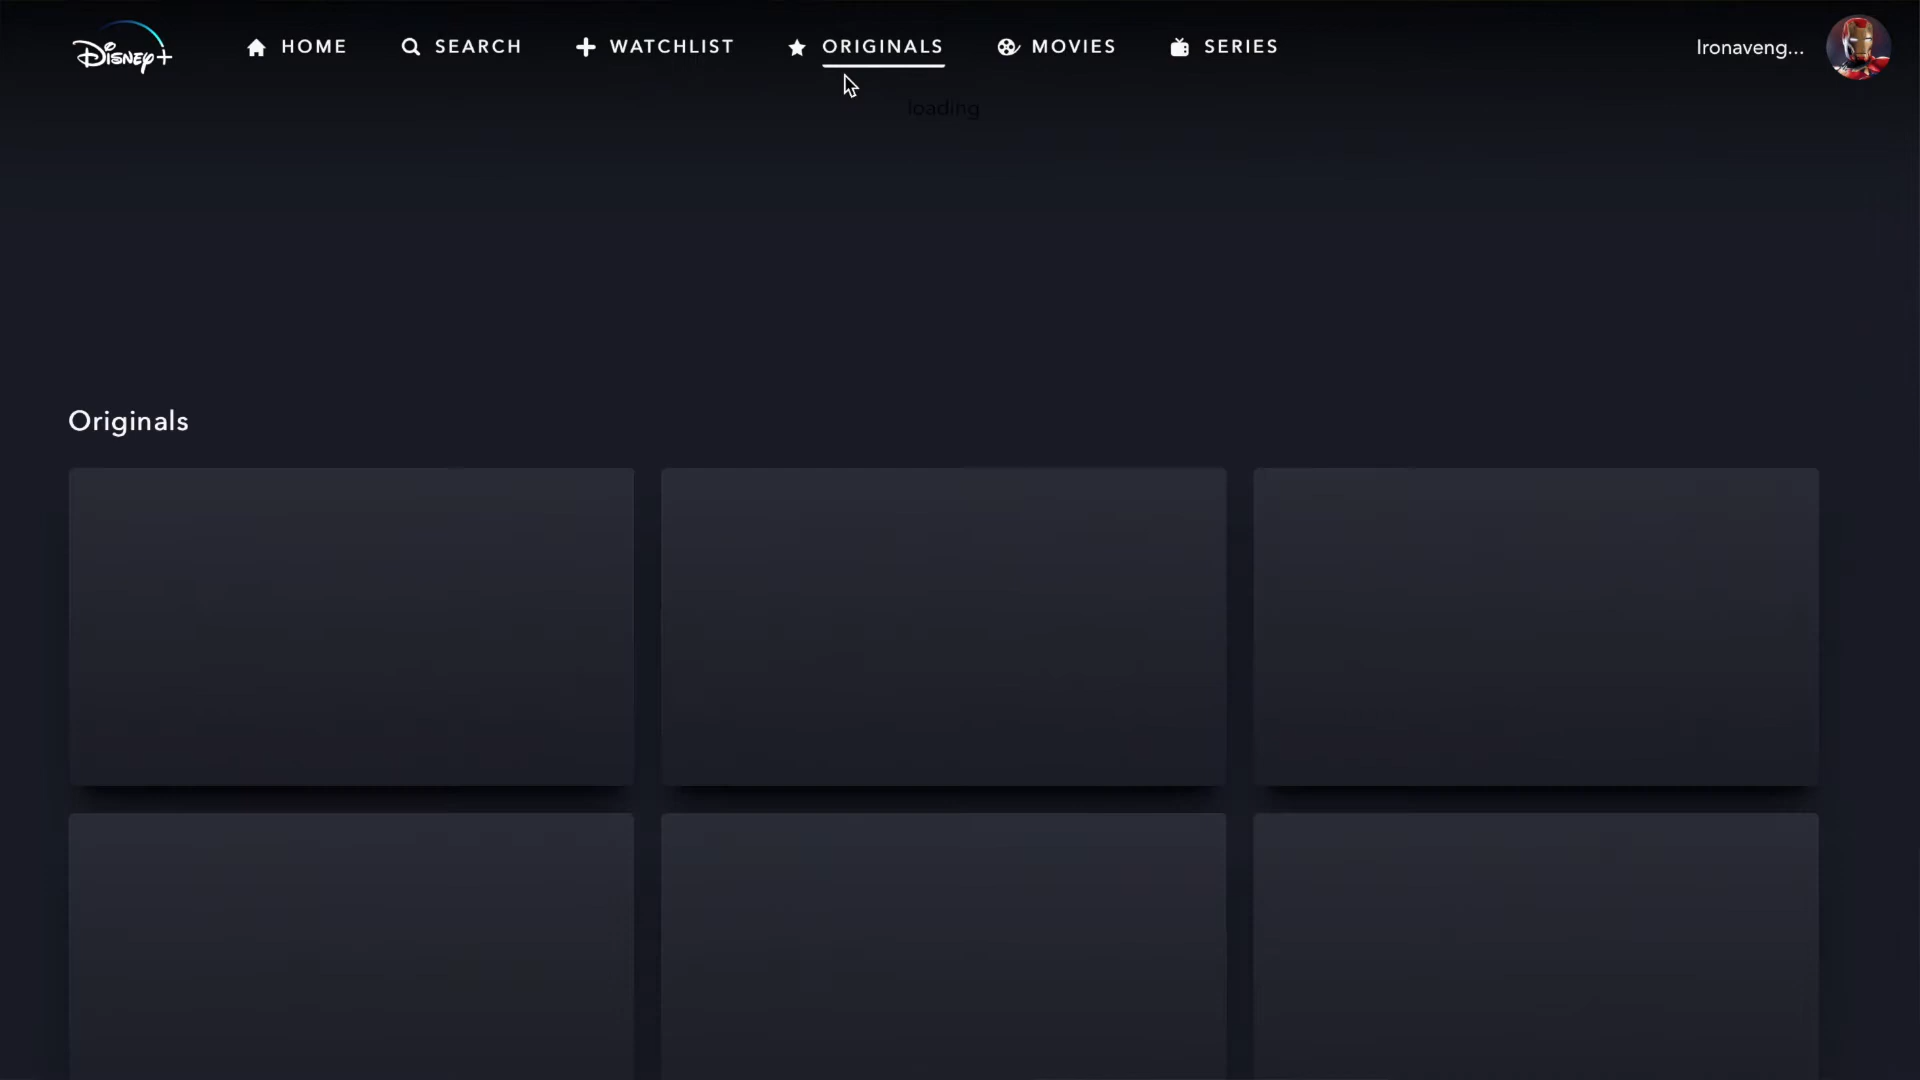 Disney+
HOME
SEARCH
WATCHLIST
ORIGINALS
MOVIES
SERIES
Ironaveng...
loading
Originals